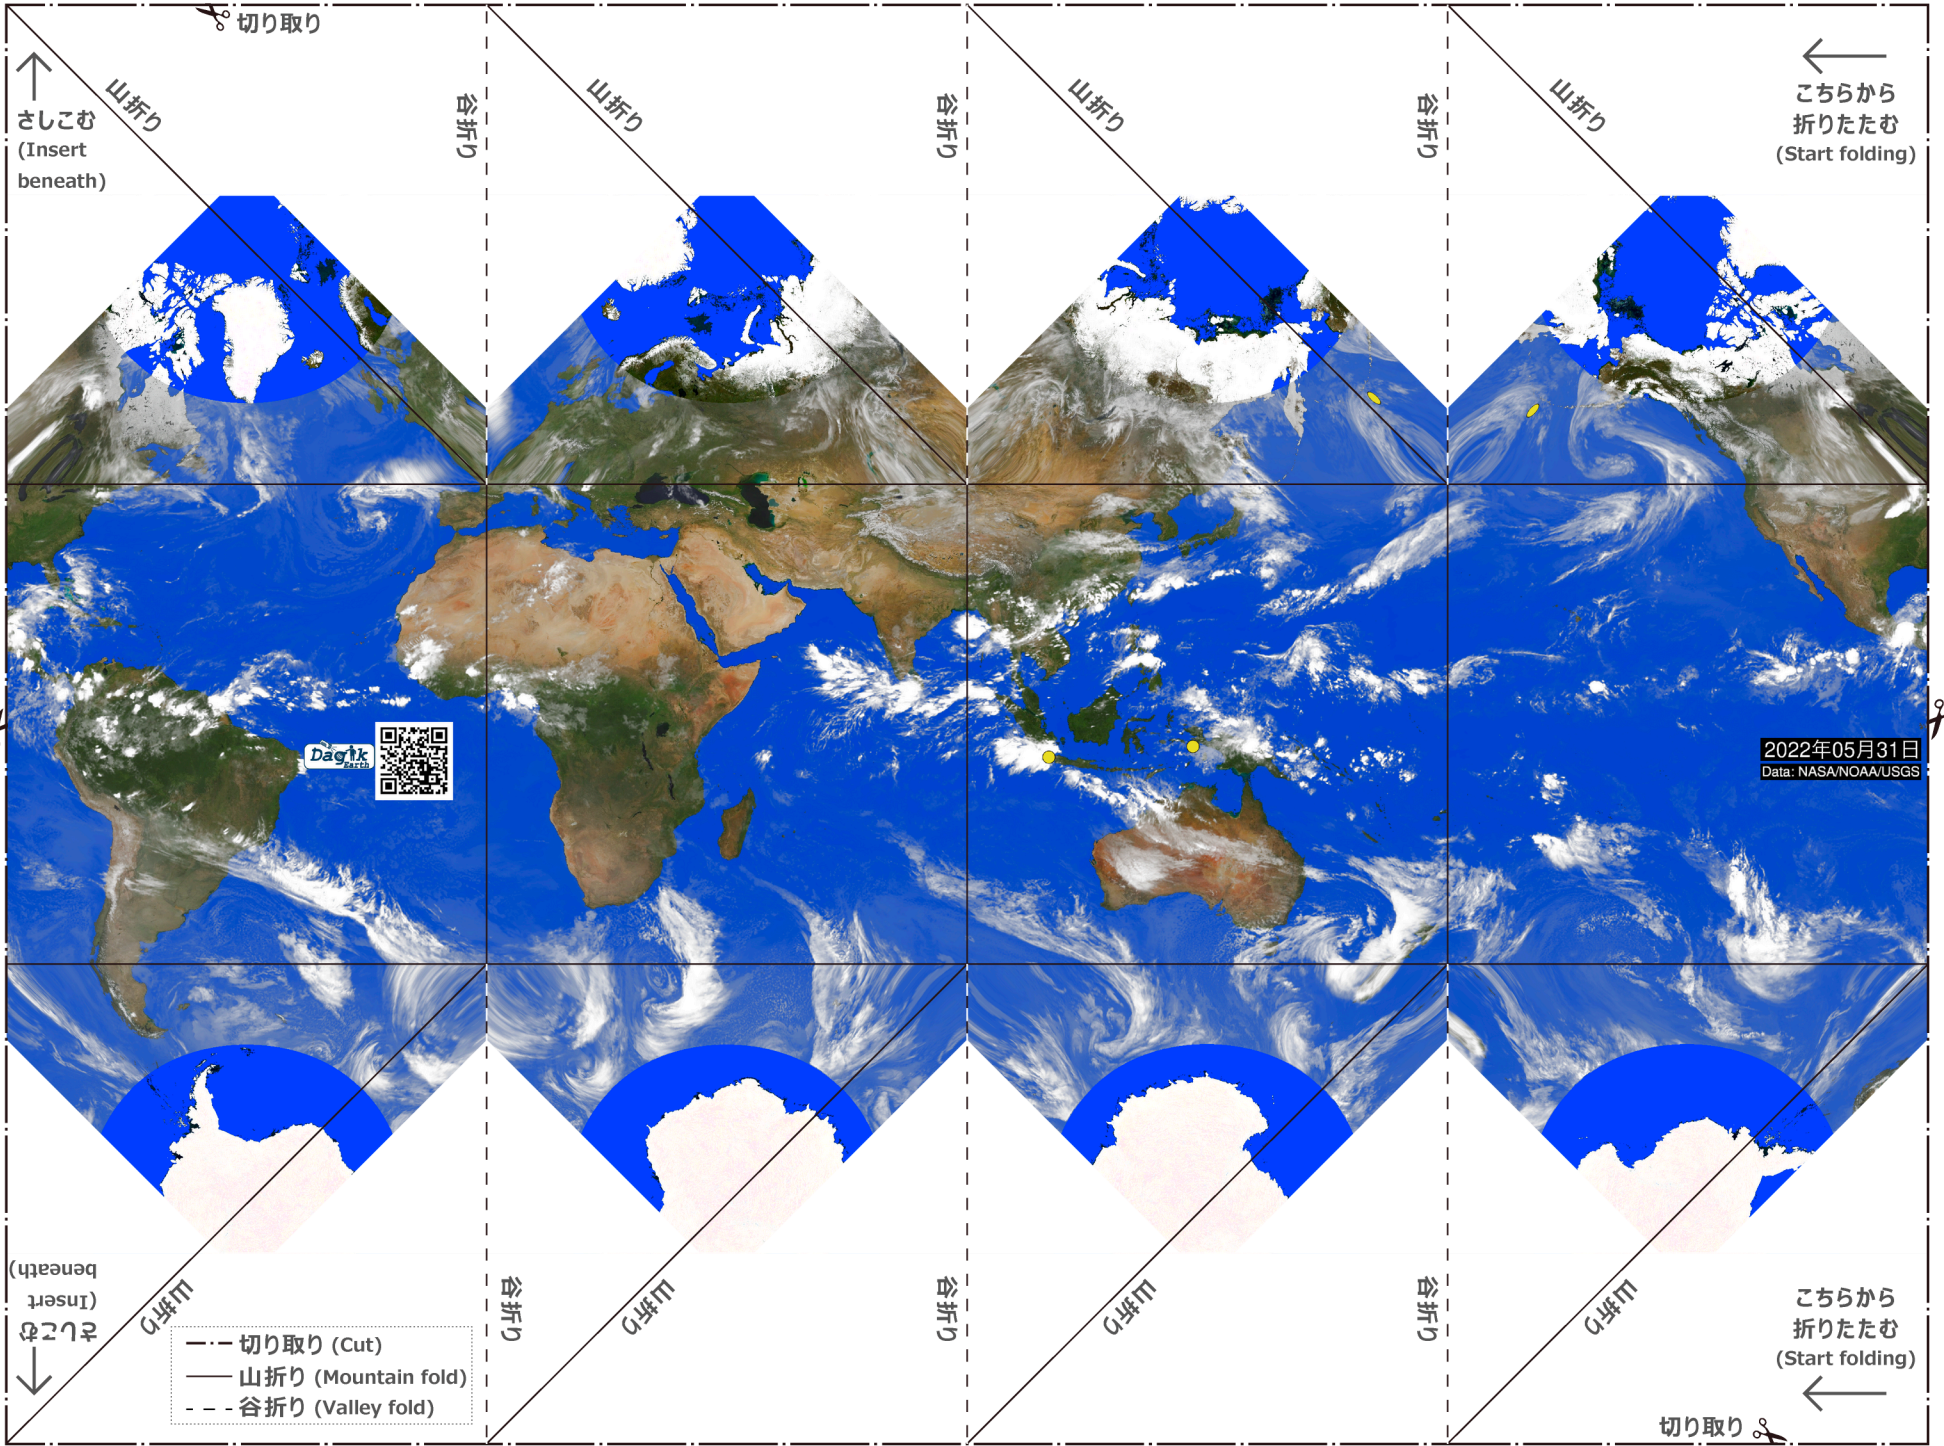 切り取り
山折り
谷折り
山折り
谷折り
山折り
谷折り
山折り
さしこむ
(Insert
beneath)
こちらから
折りたたむ
(Start folding)
Dagik
Earth
2022年05月31日
Data: NASA/NOAA/USGS
さしこむ
(Insert
beneath)
山折り
谷折り
山折り
谷折り
山折り
谷折り
山折り
こちらから
折りたたむ
(Start folding)
切り取り (Cut)
山折り (Mountain fold)
谷折り (Valley fold)
切り取り